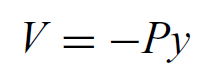 V = −Py